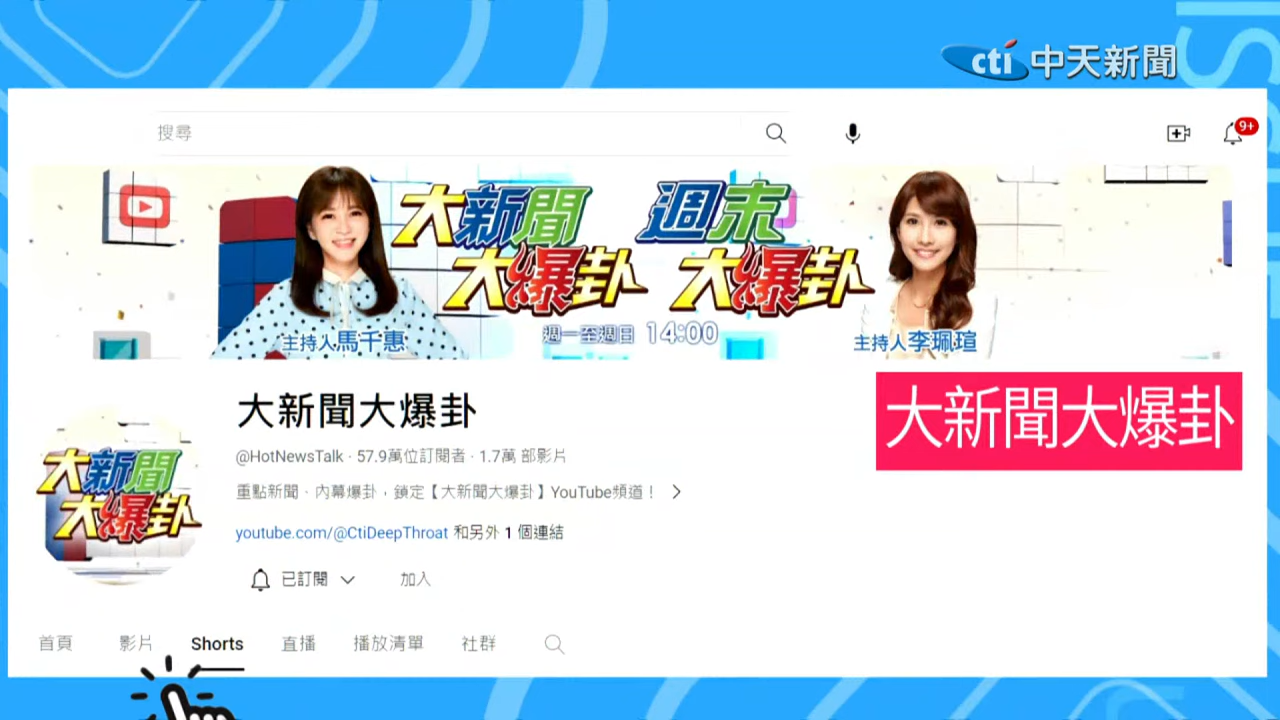 cti 中天新聞
搜尋
9+
大新聞
大爆卦
週末
大爆卦
週一至週日 14:00
主持人馬千惠
主持人李珮瑄
大新聞大爆卦
大新聞大爆卦
@HotNewsTalk · 57.9萬位訂閱者 · 1.7萬 部影片
重點新聞．內幕爆卦，鎖定【大新聞大爆卦】YouTube頻道！
youtube.com/@CtiDeepThroat 和另外 1 個連結
大新聞
大爆卦
已訂閱
加入
首頁 影片 Shorts 直播 播放清單 社群